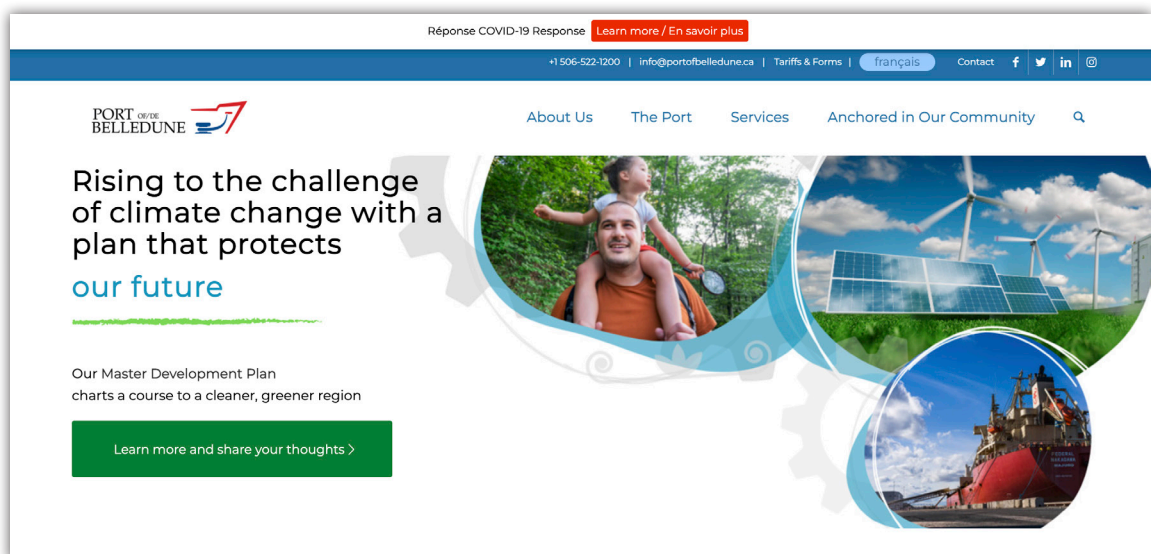 Réponse COVID-19 Response Learn more / En savoir plus
+1 506-522-1200 | info@portofbelledune.ca | Tariffs & Forms | français Contact
PORT OF/DE
BELLEDUNE
About Us The Port Services Anchored in Our Community
Rising to the challenge
of climate change with a
plan that protects
our future
Our Master Development Plan
charts a course to a cleaner, greener region
Learn more and share your thoughts >
FEDERAL